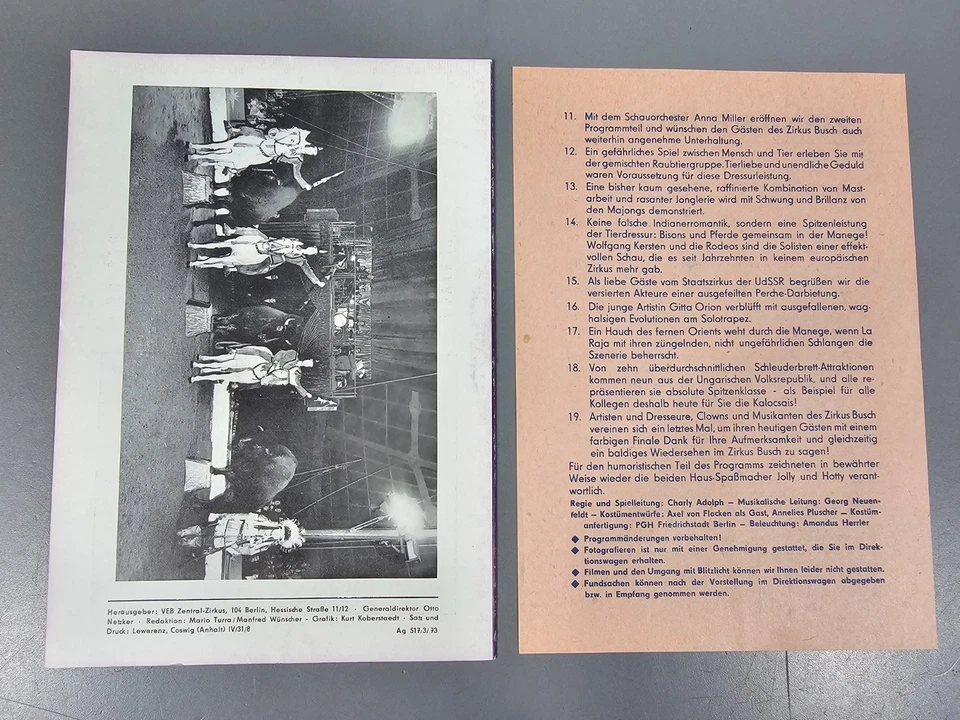 Herausgeber: VEB Zentral-Zirkus, 104 Berlin, Hessische Straße 11/12 · Generaldirektor Otto
Netzker · Redaktion: Mario Turra/Manfred Wünscher · Grafik: Kurt Koberstaedt · Satz und
Druck: Lewerenz, Coswig (Anhalt) IV/31/8
Ag 517/3/73
11. Mit dem Schauorchester Anna Miller eröffnen wir den zweiten
Programmteil und wünschen den Gästen des Zirkus Busch auch
weiterhin angenehme Unterhaltung.
12. Ein gefährliches Spiel zwischen Mensch und Tier erleben Sie mit
der gemischten Raubtiergruppe. Tierliebe und unendliche Geduld
waren Voraussetzung für diese Dressurleistung.
13. Eine bisher kaum gesehene, raffinierte Kombination von Mast-
arbeit und rasanter Jonglerie wird mit Schwung und Brillanz von
den Majongs demonstriert.
14. Keine falsche Indianerromantik, sondern eine Spitzenleistung
der Tierdressur: Bisons und Pferde gemeinsam in der Manege!
Wolfgang Kersten und die Rodeos sind die Solisten einer effekt-
vollen Schau, die es seit Jahrzehnten in keinem europäischen
Zirkus mehr gab.
15. Als liebe Gäste vom Staatszirkus der UdSSR begrüßen wir die
versierten Akteure einer ausgefeilten Perche-Darbietung.
16. Die junge Artistin Gitta Orion verblüfft mit ausgefallenen, wag-
halsigen Evolutionen am Solotrapez.
17. Ein Hauch des fernen Orients weht durch die Manege, wenn La
Raja mit ihren züngelnden, nicht ungefährlichen Schlangen die
Szenerie beherrscht.
18. Von zehn überdurchschnittlichen Schleuderbrett-Attraktionen
kommen neun aus der Ungarischen Volksrepublik, und alle re-
präsentieren sie absolute Spitzenklasse - als Beispiel für alle
Kollegen deshalb heute für Sie die Kalocsais!
19. Artisten und Dresseure, Clowns und Musikanten des Zirkus Busch
vereinen sich ein letztes Mal, um ihren heutigen Gästen mit einem
farbigen Finale Dank für Ihre Aufmerksamkeit und gleichzeitig
ein baldiges Wiedersehen im Zirkus Busch zu sagen!
Für den humoristischen Teil des Programms zeichneten in bewährter
Weise wieder die beiden Haus-Spaßmacher Jolly und Hotty verant-
wortlich.
Regie und Spielleitung: Charly Adolph – Musikalische Leitung: Georg Neuen-
feldt – Kostümentwürfe: Axel von Flocken als Gast, Annelies Pluscher – Kostüm-
anfertigung: PGH Friedrichstadt Berlin – Beleuchtung: Amandus Herrler
◆ Programmänderungen vorbehalten!
◆ Fotografieren ist nur mit einer Genehmigung gestattet, die Sie im Direk-
tionswagen erhalten.
◆ Filmen und den Umgang mit Blitzlicht können wir Ihnen leider nicht gestatten.
◆ Fundsachen können nach der Vorstellung im Direktionswagen abgegeben
bzw. in Empfang genommen werden.